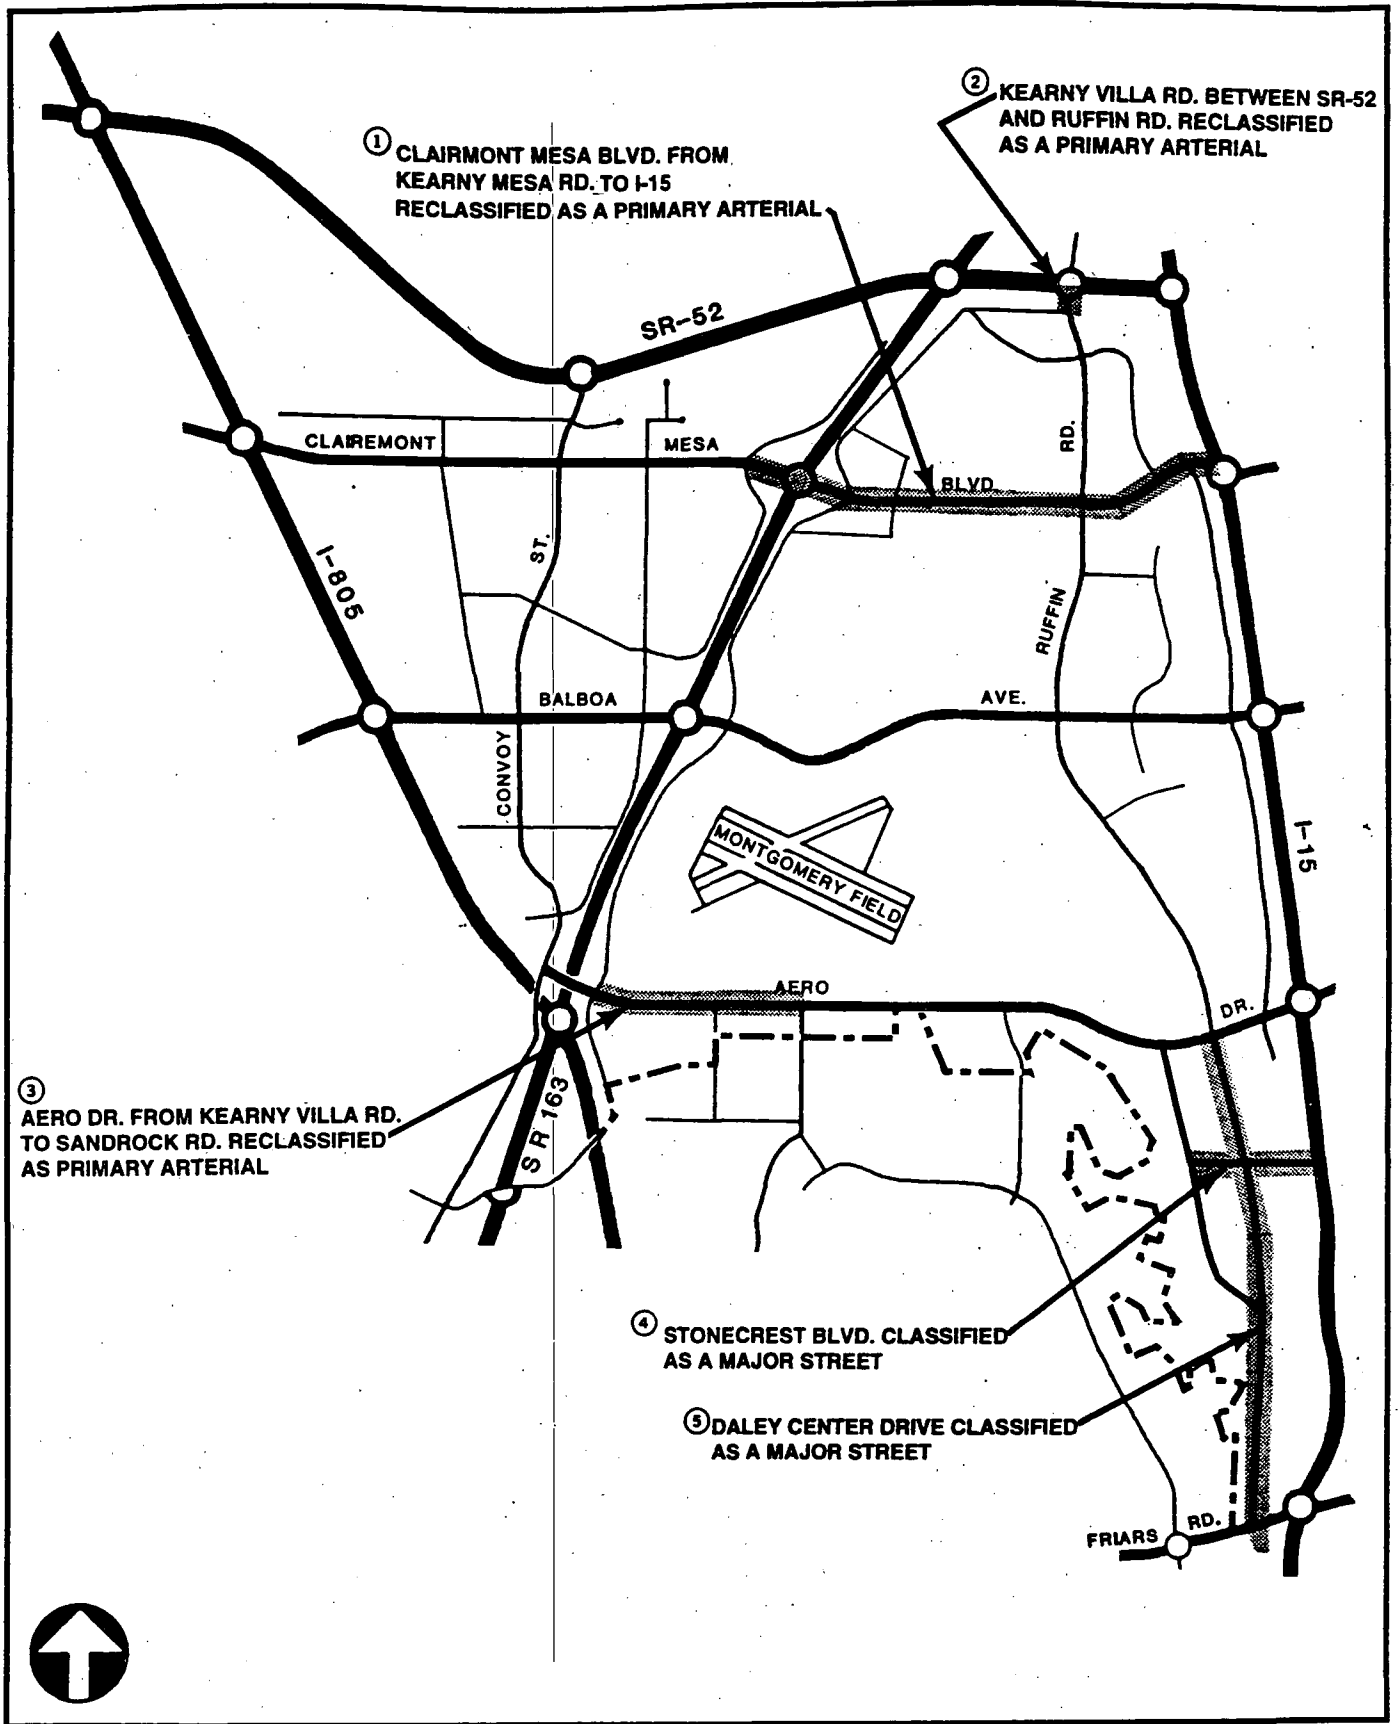 ②
KEARNY VILLA RD. BETWEEN SR-52
AND RUFFIN RD. RECLASSIFIED
AS A PRIMARY ARTERIAL
①
CLAIRMONT MESA BLVD. FROM
KEARNY MESA RD. TO I-15
RECLASSIFIED AS A PRIMARY ARTERIAL
SR-52
CLAIREMONT
MESA
BLVD.
RD.
ST.
I-805
RUFFIN
BALBOA
AVE.
CONVOY
MONTGOMERY FIELD
I-15
AERO
DR.
③
AERO DR. FROM KEARNY VILLA RD.
TO SANDROCK RD. RECLASSIFIED
AS PRIMARY ARTERIAL
SR 163
④
STONECREST BLVD. CLASSIFIED
AS A MAJOR STREET
⑤
DALEY CENTER DRIVE CLASSIFIED
AS A MAJOR STREET
FRIARS
RD.